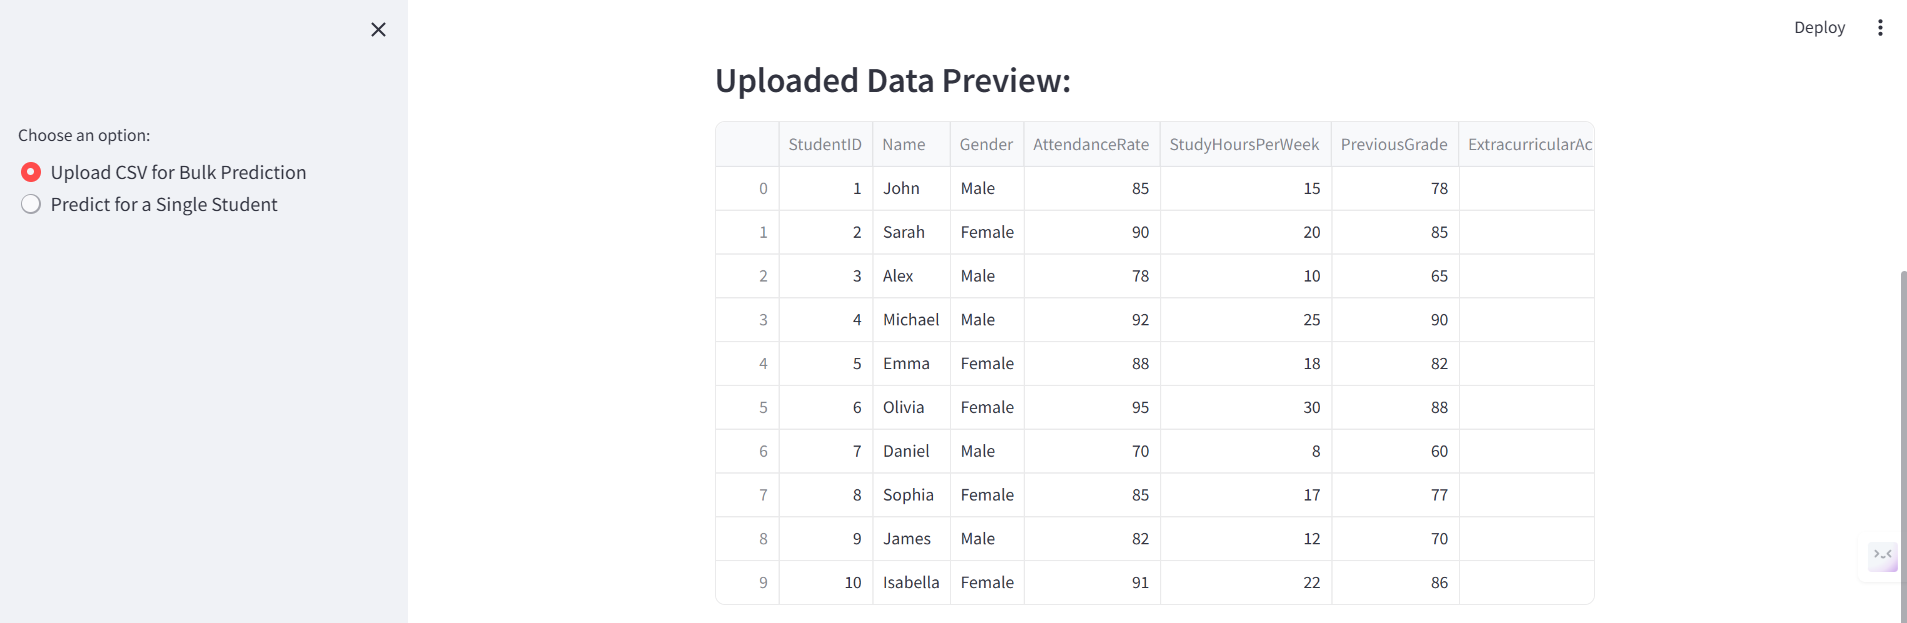 Deploy
Choose an option:
Upload CSV for Bulk Prediction
Predict for a Single Student
Uploaded Data Preview:
StudentID Name Gender AttendanceRate StudyHoursPerWeek PreviousGrade ExtracurricularAc
0 1 John Male 85 15 78
1 2 Sarah Female 90 20 85
2 3 Alex Male 78 10 65
3 4 Michael Male 92 25 90
4 5 Emma Female 88 18 82
5 6 Olivia Female 95 30 88
6 7 Daniel Male 70 8 60
7 8 Sophia Female 85 17 77
8 9 James Male 82 12 70
9 10 Isabella Female 91 22 86